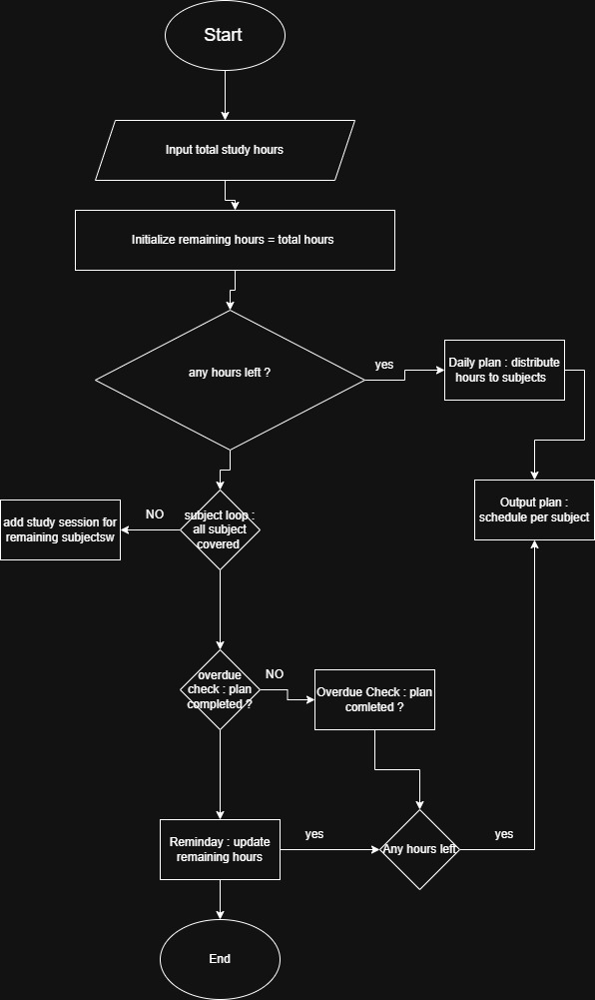 Start
Input total study hours
Initialize remaining hours = total hours
any hours left ?
yes
Daily plan : distribute
hours to subjects
Output plan :
schedule per subject
subject loop :
all subject
covered
NO
add study session for
remaining subjectsw
overdue
check : plan
completed ?
NO
Overdue Check : plan
comleted ?
Reminday : update
remaining hours
yes
Any hours left
yes
End